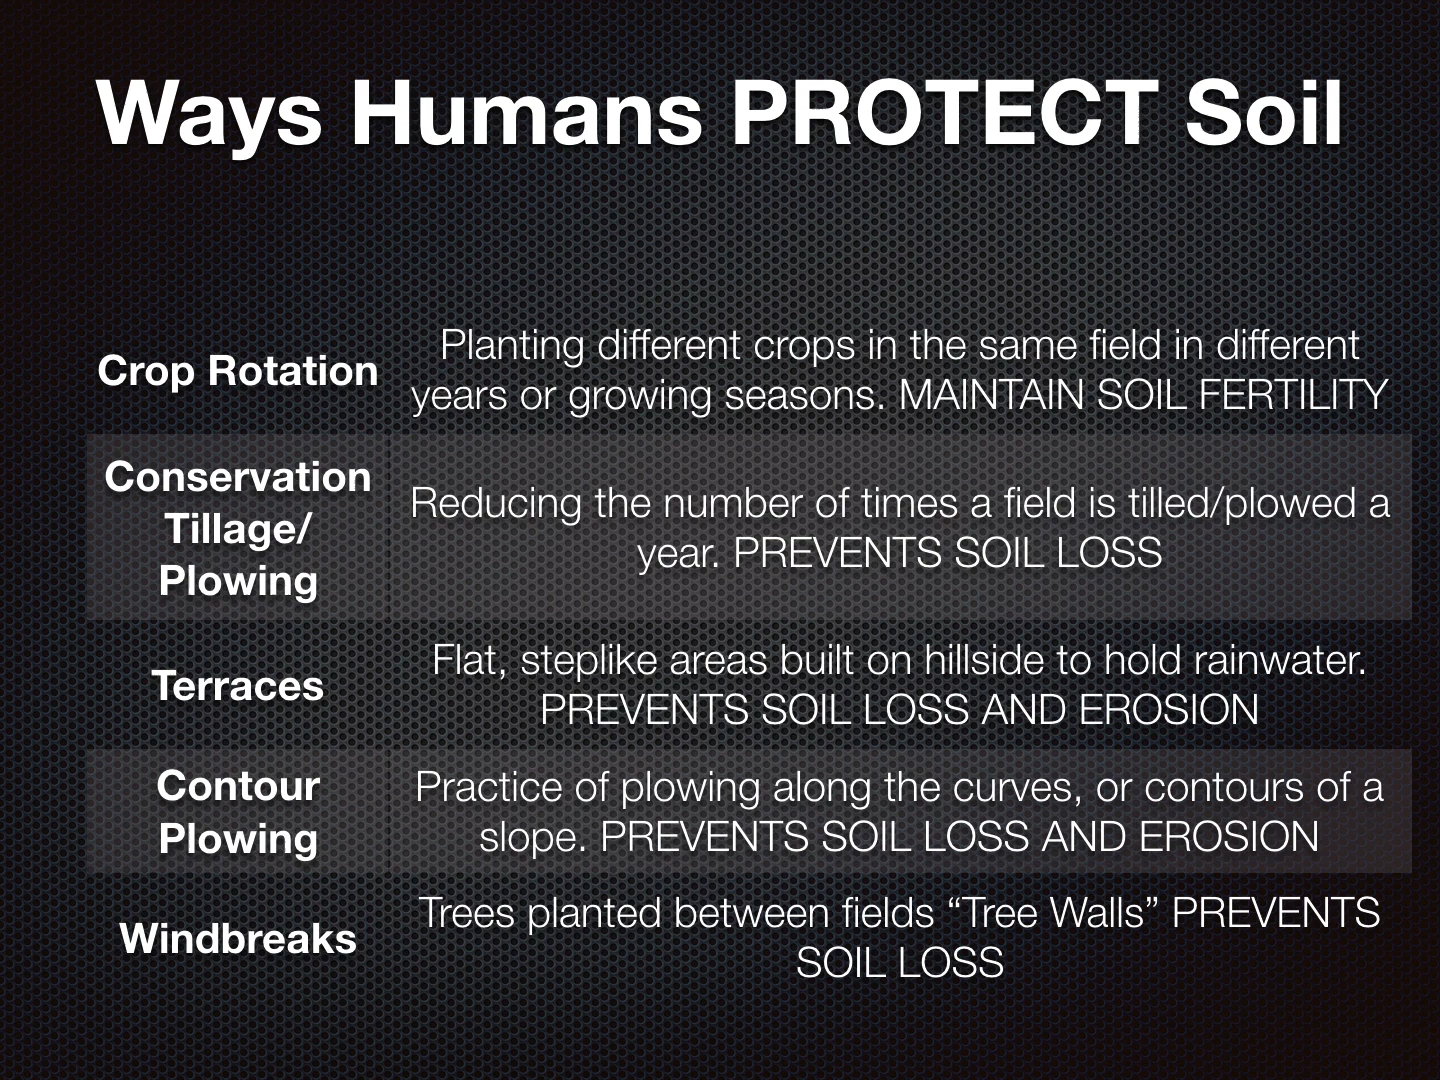 Ways Humans PROTECT Soil
Crop Rotation
Planting different crops in the same field in different
years or growing seasons. MAINTAIN SOIL FERTILITY
Conservation
Tillage/
Plowing
Reducing the number of times a field is tilled/plowed a
year. PREVENTS SOIL LOSS
Terraces
Flat, steplike areas built on hillside to hold rainwater.
PREVENTS SOIL LOSS AND EROSION
Contour
Plowing
Practice of plowing along the curves, or contours of a
slope. PREVENTS SOIL LOSS AND EROSION
Windbreaks
Trees planted between fields “Tree Walls” PREVENTS
SOIL LOSS